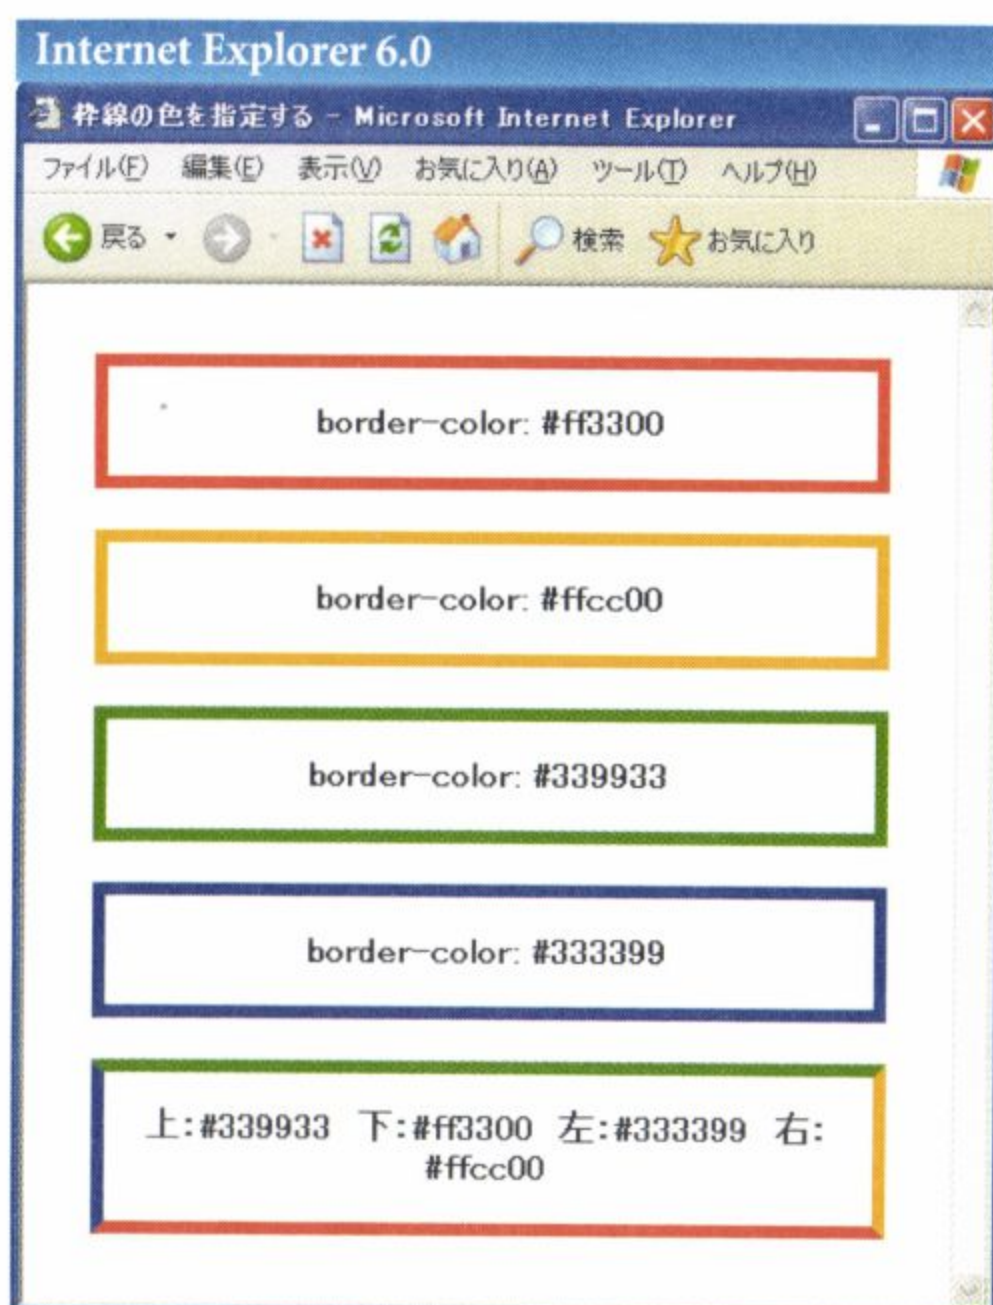 Internet Explorer 6.0
枠線の色を指定する - Microsoft Internet Explorer
ファイル(F) 編集(E) 表示(V) お気に入り(A) ツール(T) ヘルプ(H)
戻る 検索 お気に入り
border-color: #ff3300
border-color: #ffcc00
border-color: #339933
border-color: #333399
上:#339933 下:#ff3300 左:#333399 右:
#ffcc00